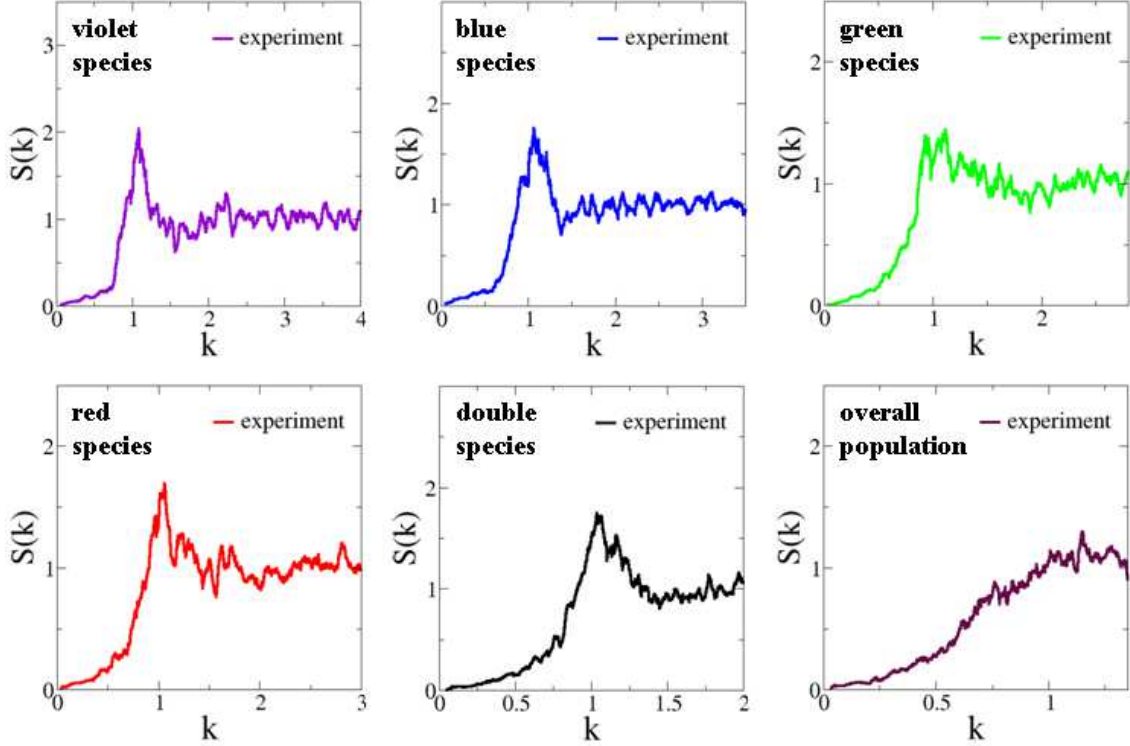 violet
species
experiment
3
2
1
0
S(k)
0 1 2 3 4
k
blue
species
experiment
2
1
0
S(k)
0 1 2 3
k
green
species
experiment
2
1
0
S(k)
0 1 2
k
red
species
experiment
2
1
0
S(k)
0 1 2 3
k
double
species
experiment
2
1
0
S(k)
0 0.5 1 1.5 2
k
overall
population
experiment
2
1
0
S(k)
0 0.5 1
k